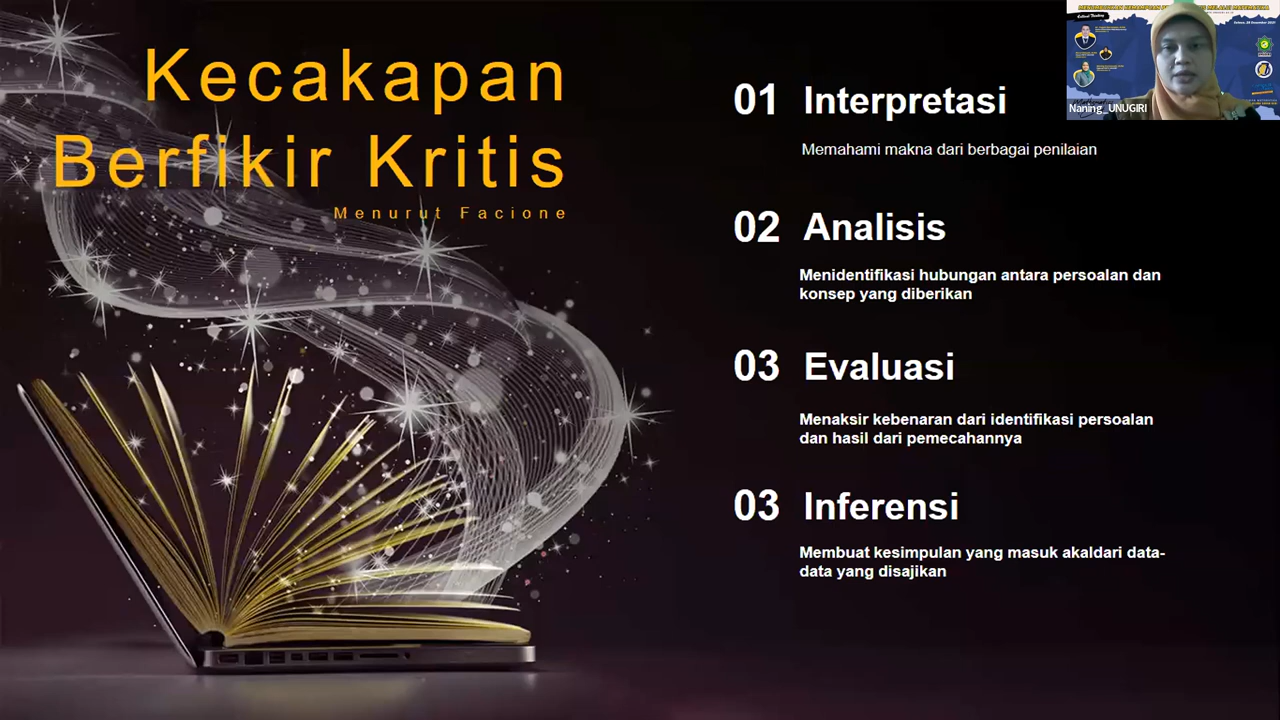 Kecakapan
Berfikir Kritis
Menurut Facione
01 Interpretasi
Memahami makna dari berbagai penilaian
02 Analisis
Menidentifikasi hubungan antara persoalan dan
konsep yang diberikan
03 Evaluasi
Menaksir kebenaran dari identifikasi persoalan
dan hasil dari pemecahannya
03 Inferensi
Membuat kesimpulan yang masuk akaldari data-
data yang disajikan
Naning_UNUGIRI